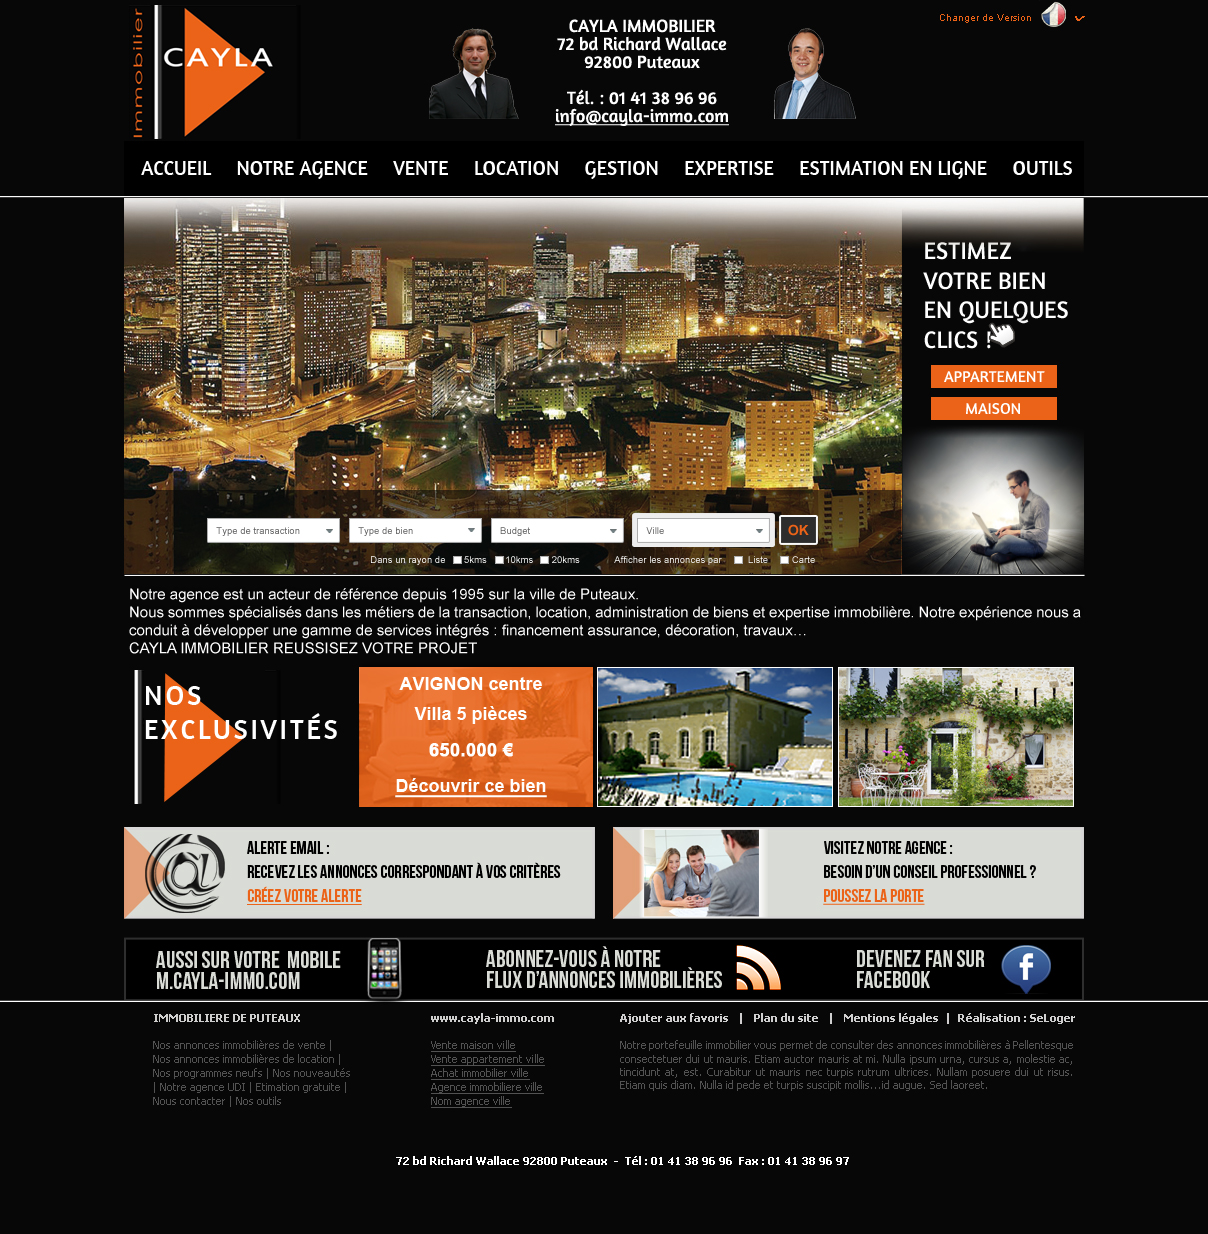 Immobilier
CAYLA
CAYLA IMMOBILIER
72 bd Richard Wallace
92800 Puteaux
Tél. : 01 41 38 96 96
info@cayla-immo.com
Changer de Version
ACCUEIL NOTRE AGENCE VENTE LOCATION GESTION EXPERTISE ESTIMATION EN LIGNE OUTILS
ESTIMEZ
VOTRE BIEN
EN QUELQUES
CLICS !
APPARTEMENT
MAISON
Type de transaction Type de bien Budget Ville OK
Dans un rayon de 5kms 10kms 20kms Afficher les annonces par Liste Carte
Notre agence est un acteur de référence depuis 1995 sur la ville de Puteaux.
Nous sommes spécialisés dans les métiers de la transaction, location, administration de biens et expertise immobilière. Notre expérience nous a
conduit à développer une gamme de services intégrés : financement assurance, décoration, travaux...
CAYLA IMMOBILIER REUSSISEZ VOTRE PROJET
NOS
EXCLUSIVITÉS
AVIGNON centre
Villa 5 pièces
650.000 €
Découvrir ce bien
ALERTE EMAIL :
RECEVEZ LES ANNONCES CORRESPONDANT À VOS CRITÈRES
CRÉEZ VOTRE ALERTE
VISITEZ NOTRE AGENCE :
BESOIN D'UN CONSEIL PROFESSIONNEL ?
POUSSEZ LA PORTE
AUSSI SUR VOTRE MOBILE
M.CAYLA-IMMO.COM
ABONNEZ-VOUS À NOTRE
FLUX D'ANNONCES IMMOBILIÈRES
DEVENEZ FAN SUR
FACEBOOK
IMMOBILIERE DE PUTEAUX
Nos annonces immobilières de vente |
Nos annonces immobilières de location |
Nos programmes neufs | Nos nouveautés
| Notre agence UDI | Etimation gratuite |
Nous contacter | Nos outils
www.cayla-immo.com
Vente maison ville
Vente appartement ville
Achat immobilier ville
Agence immobiliere ville
Nom agence ville
Ajouter aux favoris | Plan du site | Mentions légales | Réalisation : SeLoger
Notre portefeuille immobilier vous permet de consulter des annonces immobilières à Pellentesque
consectetuer dui ut mauris. Etiam auctor mauris at mi. Nulla ipsum urna, cursus a, molestie ac,
tincidunt at, est. Curabitur ut mauris nec turpis rutrum ultrices. Nullam posuere dui ut risus.
Etiam quis diam. Nulla id pede et turpis suscipit mollis...id augue. Sed laoreet.
72 bd Richard Wallace 92800 Puteaux - Tél : 01 41 38 96 96 Fax : 01 41 38 96 97